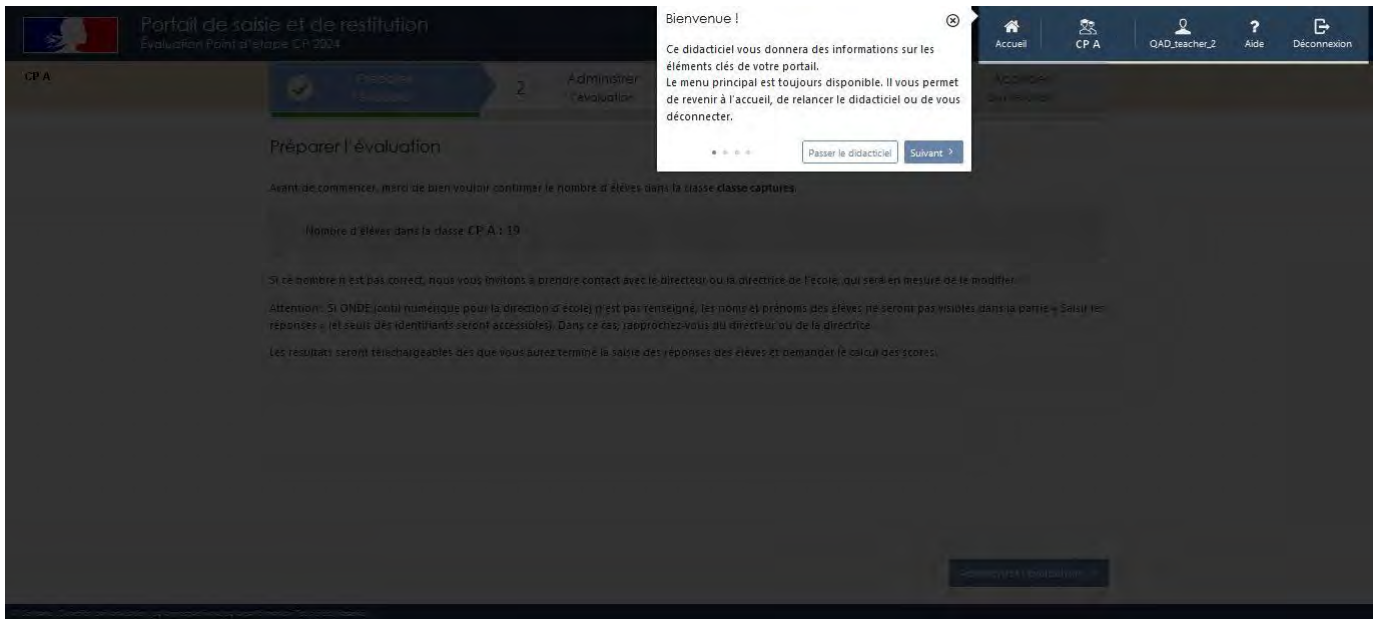 Portail de saisie et de restitution
Évaluation Point d'étape CP 2024
Bienvenue !
Ce didacticiel vous donnera des informations sur les
éléments clés de votre portail.
Le menu principal est toujours disponible. Il vous permet
de revenir à l'accueil, de relancer le didacticiel ou de vous
déconnecter.
Passer le didacticiel
Suivant >
Accueil
CP A
QAD_teacher_2
?
Aide
Déconnexion
CP A
2
Administrer
l'évaluation
Préparer l'évaluation
Avant de commencer, merci de bien vouloir confirmer le nombre d'élèves dans la classe classe captures.
Nombre d'élèves dans la classe CP A : 19
Si ce nombre n'est pas correct, nous vous invitons à prendre contact avec le directeur ou la directrice de l'école, qui sera en mesure de le modifier.
Attention : Si ONDE (outil numérique pour la direction d'école) n'est pas renseigné, les noms et prénoms des élèves ne seront pas visibles dans la partie « Saisir les
réponses » (et seuls des identifiants seront accessibles). Dans ce cas, rapprochez-vous du directeur ou de la directrice.
Les résultats seront téléchargeables dès que vous aurez terminé la saisie des réponses des élèves et demander le calcul des scores.